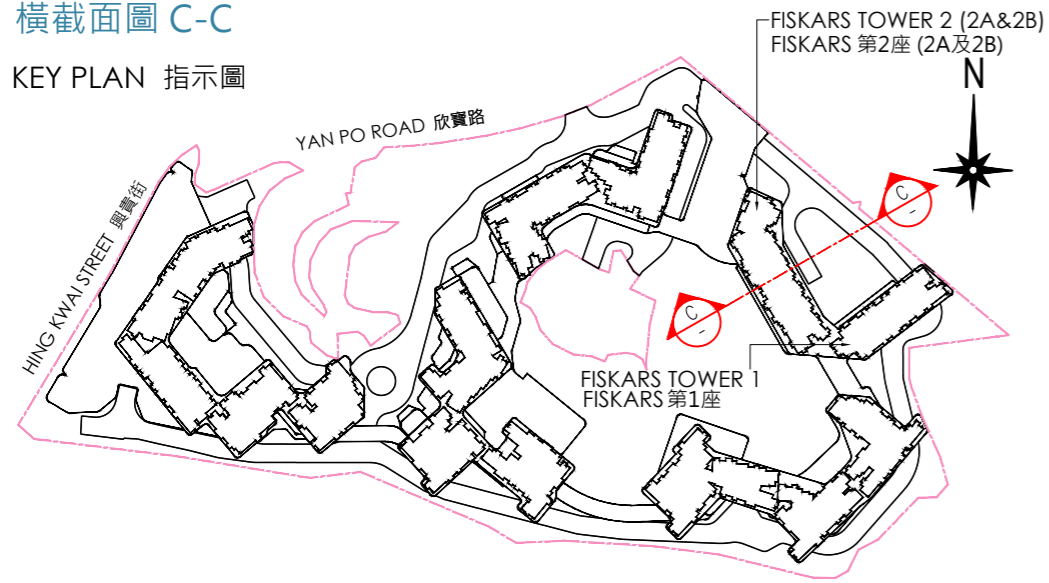 橫截面圖 C-C
KEY PLAN 指示圖
FISKARS TOWER 2 (2A&2B)
FISKARS 第2座 (2A及2B)
N
YAN PO ROAD 欣寶路
HING KWAI STREET 興貴街
C
-
C
-
FISKARS TOWER 1
FISKARS 第1座